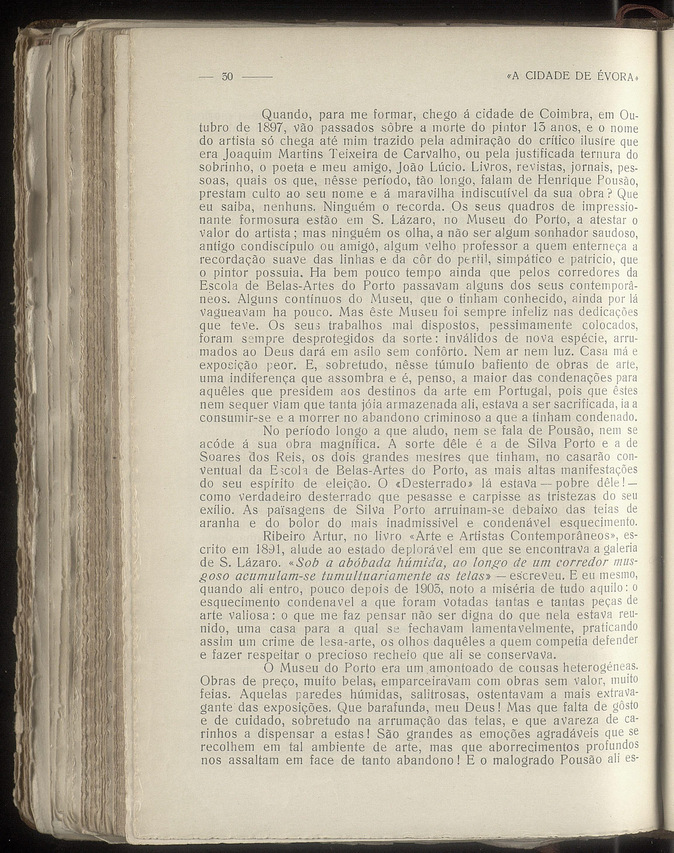 — 30 —— «A CIDADE DE ÉVORA»
Quando, para me formar, chego á cidade de Coimbra, em Ou-
tubro de 1897, vão passados sôbre a morte do pintor 13 anos, e o nome
do artista só chega até mim trazido pela admiração do crítico ilustre que
era Joaquim Martins Teixeira de Carvalho, ou pela justificada ternura do
sobrinho, o poeta e meu amigo, João Lúcio. Livros, revistas, jornais, pes-
soas, quais os que, nêsse período, tão longo, falam de Henrique Pousão,
prestam culto ao seu nome e á maravilha indiscutível da sua obra? Que
eu saiba, nenhuns. Ninguém o recorda. Os seus quadros de impressio-
nante formosura estão em S. Lázaro, no Museu do Porto, a atestar o
valor do artista; mas ninguém os olha, a não ser algum sonhador saudoso,
antigo condiscípulo ou amigo, algum velho professor a quem enterneça a
recordação suave das linhas e da côr do perfil, simpático e patrício, que
o pintor possuia. Ha bem pouco tempo ainda que pelos corredores da
Escola de Belas-Artes do Porto passavam alguns dos seus contemporâ-
neos. Alguns contínuos do Museu, que o tinham conhecido, ainda por lá
vagueavam ha pouco. Mas êste Museu foi sempre infeliz nas dedicações
que teve. Os seus trabalhos mal dispostos, pessimamente colocados,
foram sempre desprotegidos da sorte: inválidos de nova espécie, arru-
mados ao Deus dará em asilo sem confôrto. Nem ar nem luz. Casa má e
exposição peor. E, sobretudo, nêsse túmulo bafiento de obras de arte,
uma indiferença que assombra e é, penso, a maior das condenações para
aquêles que presidem aos destinos da arte em Portugal, pois que êstes
nem sequer viam que tanta jóia armazenada ali, estava a ser sacrificada, ia a
consumir-se e a morrer no abandono criminoso a que a tinham condenado.
No período longo a que aludo, nem se fala de Pousão, nem se
acóde á sua obra magnífica. A sorte dêle é a de Silva Porto e a de
Soares dos Reis, os dois grandes mestres que tinham, no casarão con-
ventual da Escola de Belas-Artes do Porto, as mais altas manifestações
do seu espírito de eleição. O «Desterrado» lá estava — pobre dêle! —
como verdadeiro desterrado que pesasse e carpisse as tristezas do seu
exílio. As païsagens de Silva Porto arruinam-se debaixo das teias de
aranha e do bolor do mais inadmissível e condenável esquecimento.
Ribeiro Artur, no livro «Arte e Artistas Contemporâneos», es-
crito em 1891, alude ao estado deplorável em que se encontrava a galeria
de S. Lázaro. «Sob a abóbada húmida, ao longo de um corredor mus-
goso acumulam-se tumultuariamente as telas» — escreveu. E eu mesmo,
quando ali entro, pouco depois de 1903, noto a miséria de tudo aquilo: o
esquecimento condenavel a que foram votadas tantas e tantas peças de
arte valiosa: o que me faz pensar não ser digna do que nela estava reu-
nido, uma casa para a qual se fechavam lamentavelmente, praticando
assim um crime de lesa-arte, os olhos daquêles a quem competia defender
e fazer respeitar o precioso recheio que ali se conservava.
O Museu do Porto era um amontoado de cousas heterogéneas.
Obras de preço, muito belas, emparceiravam com obras sem valor, muito
feias. Aquelas paredes húmidas, salitrosas, ostentavam a mais extrava-
gante das exposições. Que barafunda, meu Deus! Mas que falta de gôsto
e de cuidado, sobretudo na arrumação das telas, e que avareza de ca-
rinhos a dispensar a estas! São grandes as emoções agradáveis que se
recolhem em tal ambiente de arte, mas que aborrecimentos profundos
nos assaltam em face de tanto abandono! E o malogrado Pousão ali es-